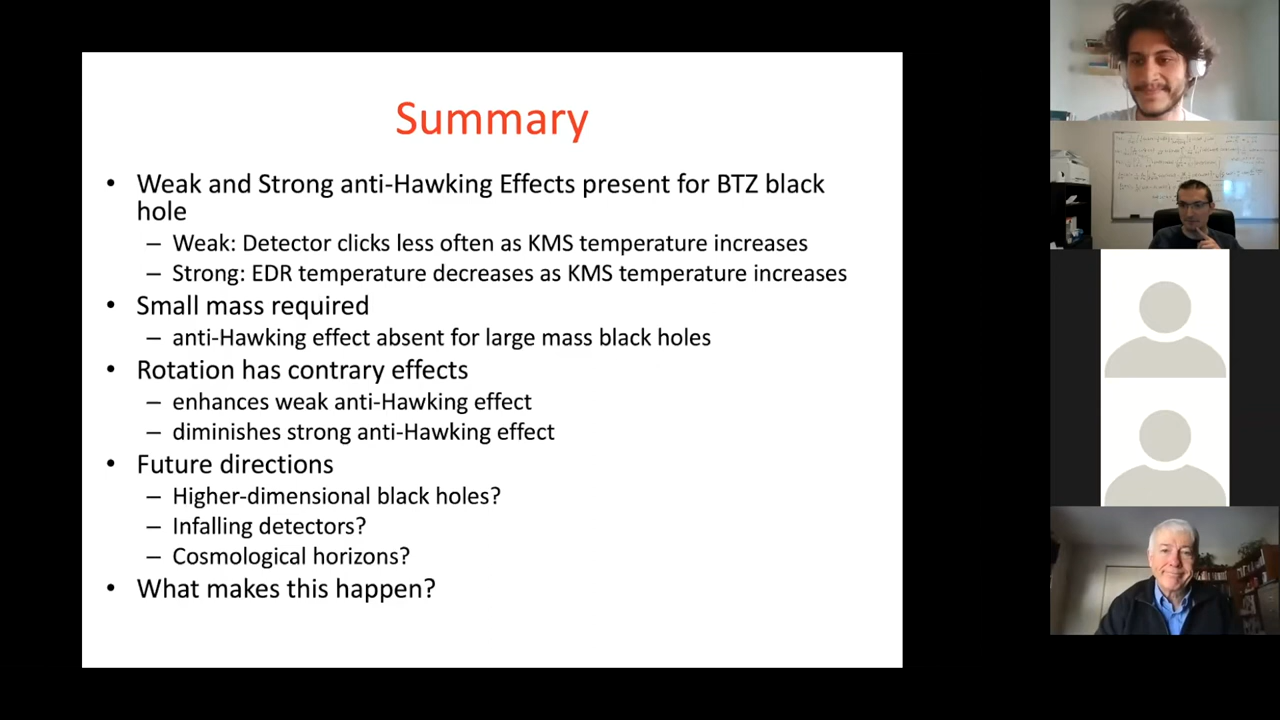 Summary
• Weak and Strong anti-Hawking Effects present for BTZ black
hole
– Weak: Detector clicks less often as KMS temperature increases
– Strong: EDR temperature decreases as KMS temperature increases
• Small mass required
– anti-Hawking effect absent for large mass black holes
• Rotation has contrary effects
– enhances weak anti-Hawking effect
– diminishes strong anti-Hawking effect
• Future directions
– Higher-dimensional black holes?
– Infalling detectors?
– Cosmological horizons?
• What makes this happen?